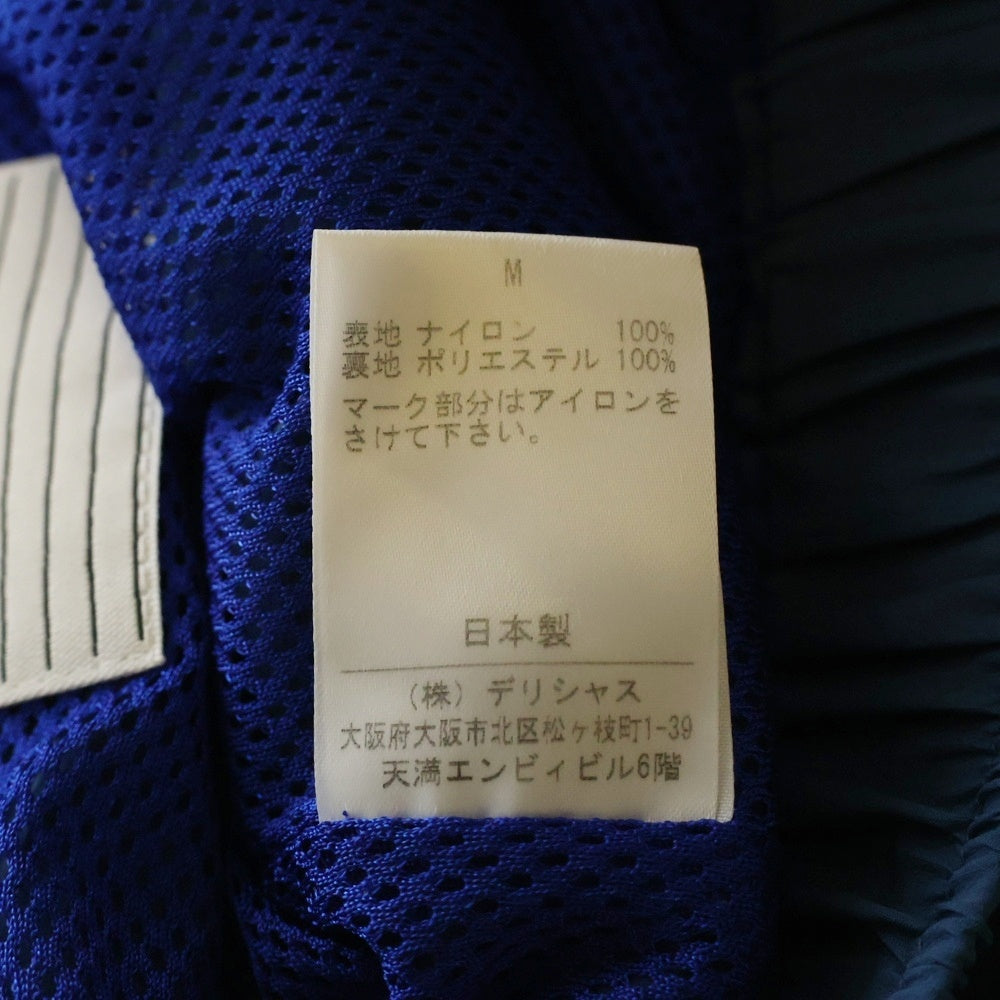 M
表地 ナイロン 100%
裏地 ポリエステル 100%
マーク部分はアイロンを
さけて下さい。
日本製
(株) デリシャス
大阪府大阪市北区松ヶ枝町1-39
天満エンビィビル6階